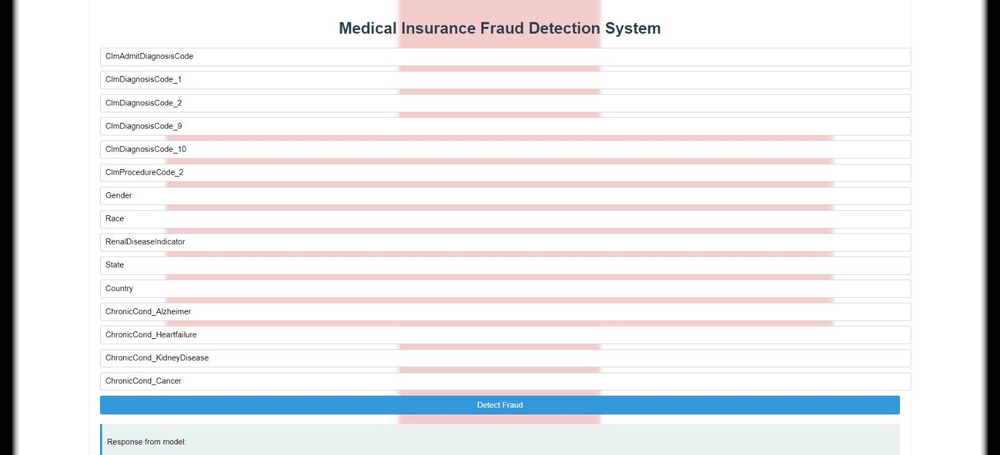 Medical Insurance Fraud Detection System
ClmAdmitDiagnosisCode
ClmDiagnosisCode_1
ClmDiagnosisCode_2
ClmDiagnosisCode_9
ClmDiagnosisCode_10
ClmProcedureCode_2
Gender
Race
RenalDiseaseIndicator
State
Country
ChronicCond_Alzheimer
ChronicCond_Heartfailure
ChronicCond_KidneyDisease
ChronicCond_Cancer
Detect Fraud
Response from model: